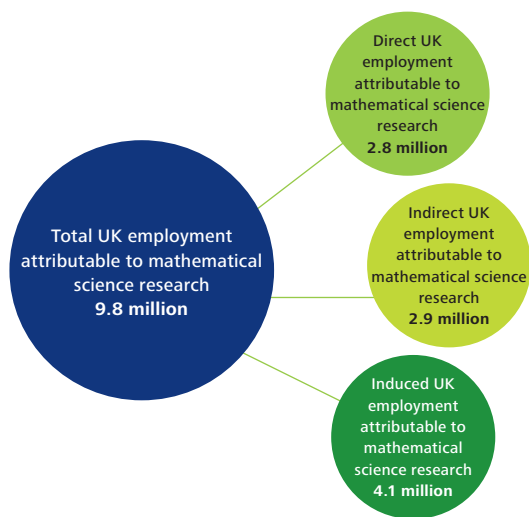 Direct UK
employment
attributable to
mathematical science
research
2.8 million
Total UK employment
attributable to mathematical
science research
9.8 million
Indirect UK
employment
attributable to
mathematical science
research
2.9 million
Induced UK
employment
attributable to
mathematical
science research
4.1 million